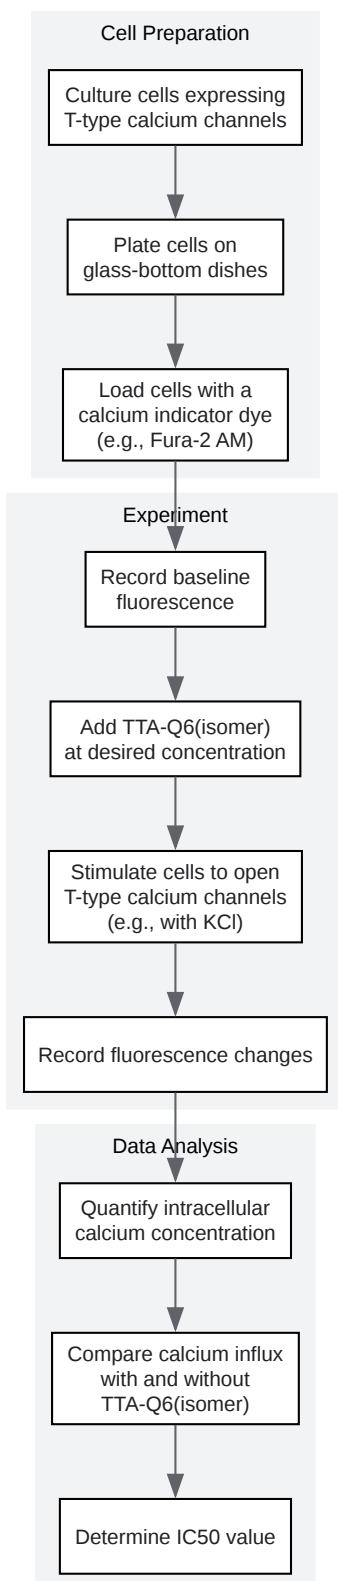 Cell Preparation
Culture cells expressing
T-type calcium channels
Plate cells on
glass-bottom dishes
Load cells with a
calcium indicator dye
(e.g., Fura-2 AM)
Experiment
Record baseline
fluorescence
Add TTA-Q6(isomer)
at desired concentration
Stimulate cells to open
T-type calcium channels
(e.g., with KCl)
Record fluorescence changes
Data Analysis
Quantify intracellular
calcium concentration
Compare calcium influx
with and without
TTA-Q6(isomer)
Determine IC50 value